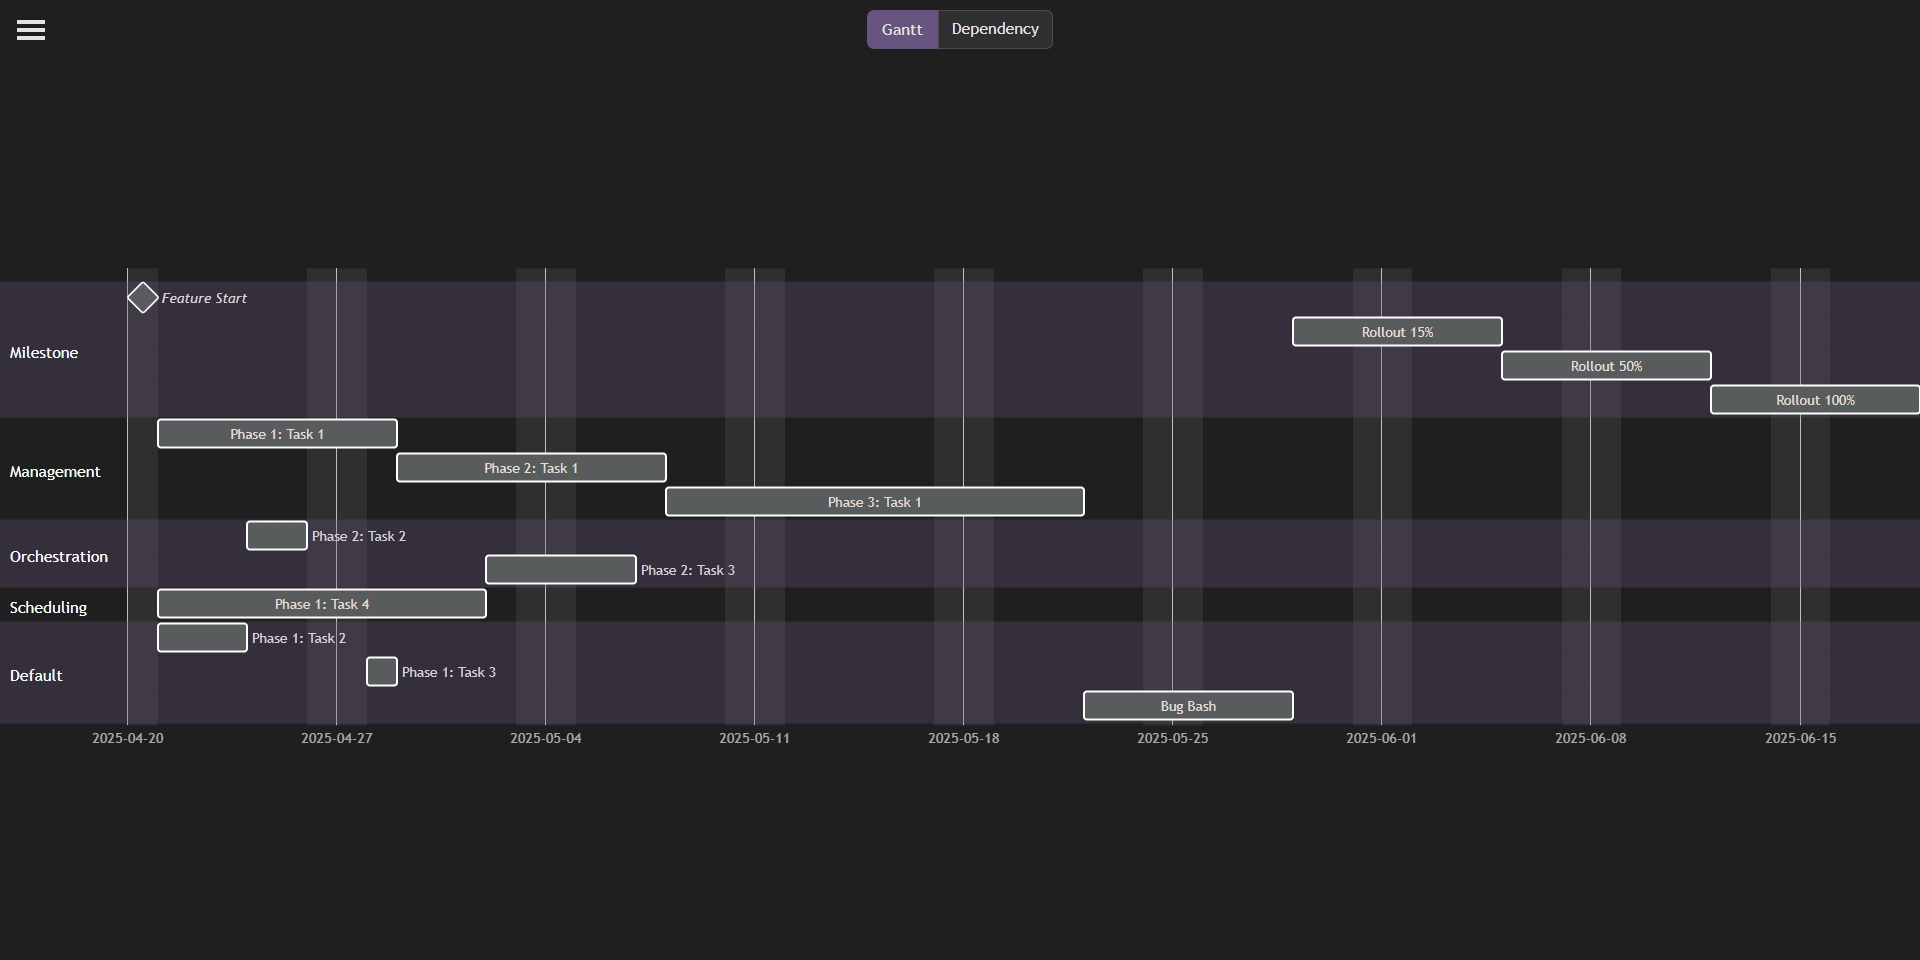 Gantt
Dependency
Feature Start
Milestone
Rollout 15%
Rollout 50%
Rollout 100%
Phase 1: Task 1
Management
Phase 2: Task 1
Phase 3: Task 1
Phase 2: Task 2
Orchestration
Phase 2: Task 3
Scheduling
Phase 1: Task 4
Phase 1: Task 2
Default
Phase 1: Task 3
Bug Bash
2025-04-20 2025-04-27 2025-05-04 2025-05-11 2025-05-18 2025-05-25 2025-06-01 2025-06-08 2025-06-15